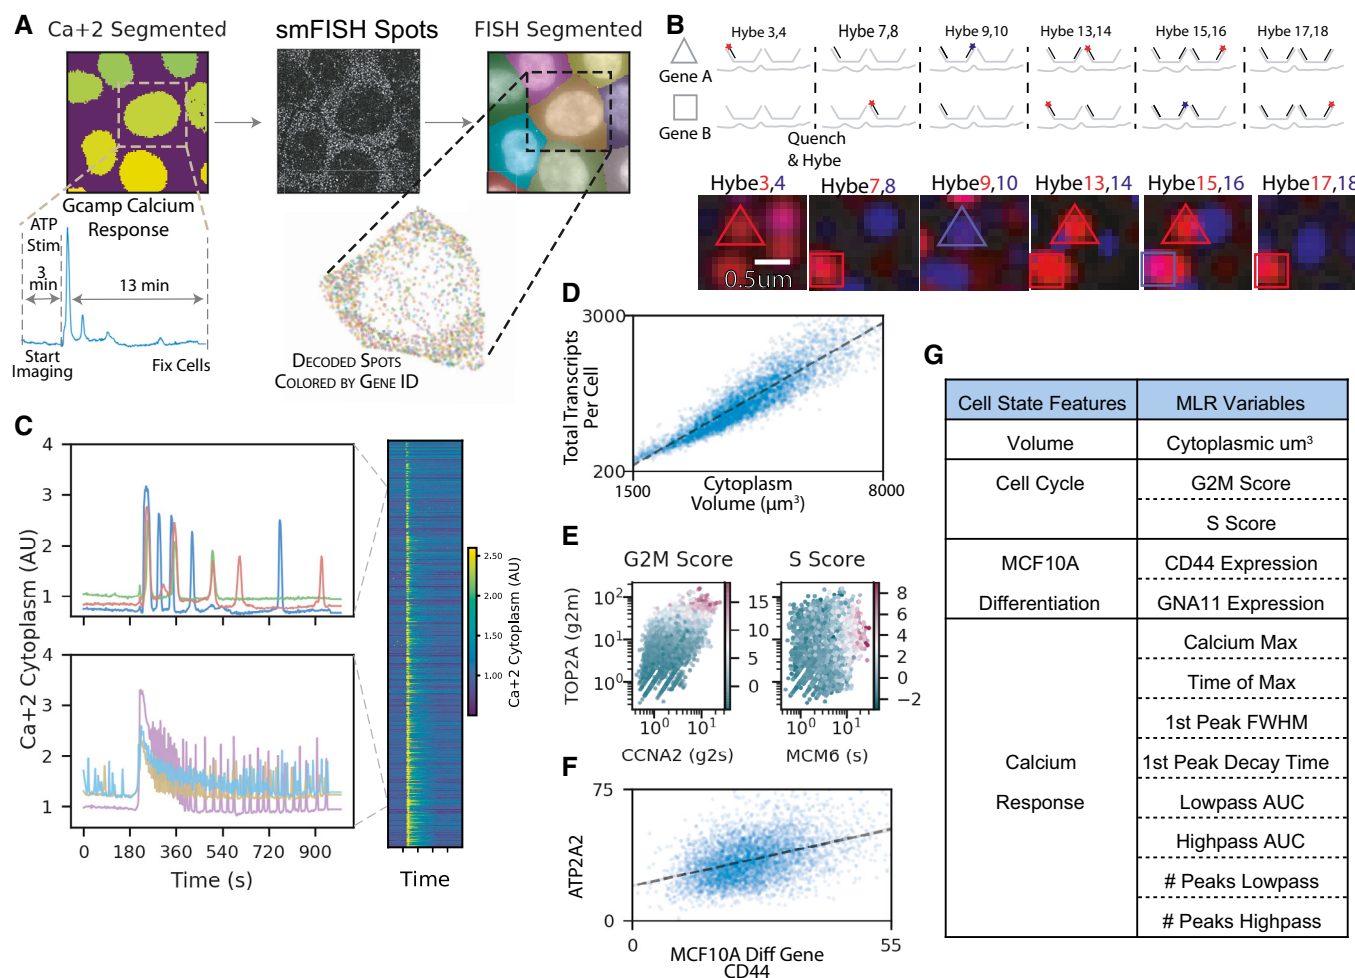 A
Ca+2 Segmented
smFISH Spots
FISH Segmented
Gcamp Calcium
Response
ATP
Stim
3
min
13 min
Start
Imaging
Fix Cells
Decoded Spots
Colored by Gene ID
B
Hybe 3,4
Hybe 7,8
Hybe 9,10
Hybe 13,14
Hybe 15,16
Hybe 17,18
Gene A
Gene B
Quench
& Hybe
Hybe3,4
Hybe7,8
Hybe9,10
Hybe13,14
Hybe15,16
Hybe17,18
0.5um
C
Ca+2 Cytoplasm (AU)
4
3
2
1
4
3
2
1
0 180 360 540 720 900
Time (s)
Time
2.50
2.00
1.50
1.00
Ca+2 Cytoplasm (AU)
D
Total Transcripts
Per Cell
3000
200
1500
8000
Cytoplasm
Volume (μm³)
E
G2M Score
S Score
TOP2A (g2m)
10²
10¹
10⁰
10⁰ 10¹
CCNA2 (g2s)
0
15
10
5
0
10⁰ 10¹
MCM6 (s)
8
6
4
2
0
−2
F
ATP2A2
75
0
0
55
MCF10A Diff Gene
CD44
G
Cell State Features MLR Variables
Volume Cytoplasmic um³
Cell Cycle G2M Score
S Score
MCF10A CD44 Expression
Differentiation GNA11 Expression
Calcium Max
Time of Max
1st Peak FWHM
Calcium 1st Peak Decay Time
Response Lowpass AUC
Highpass AUC
# Peaks Lowpass
# Peaks Highpass